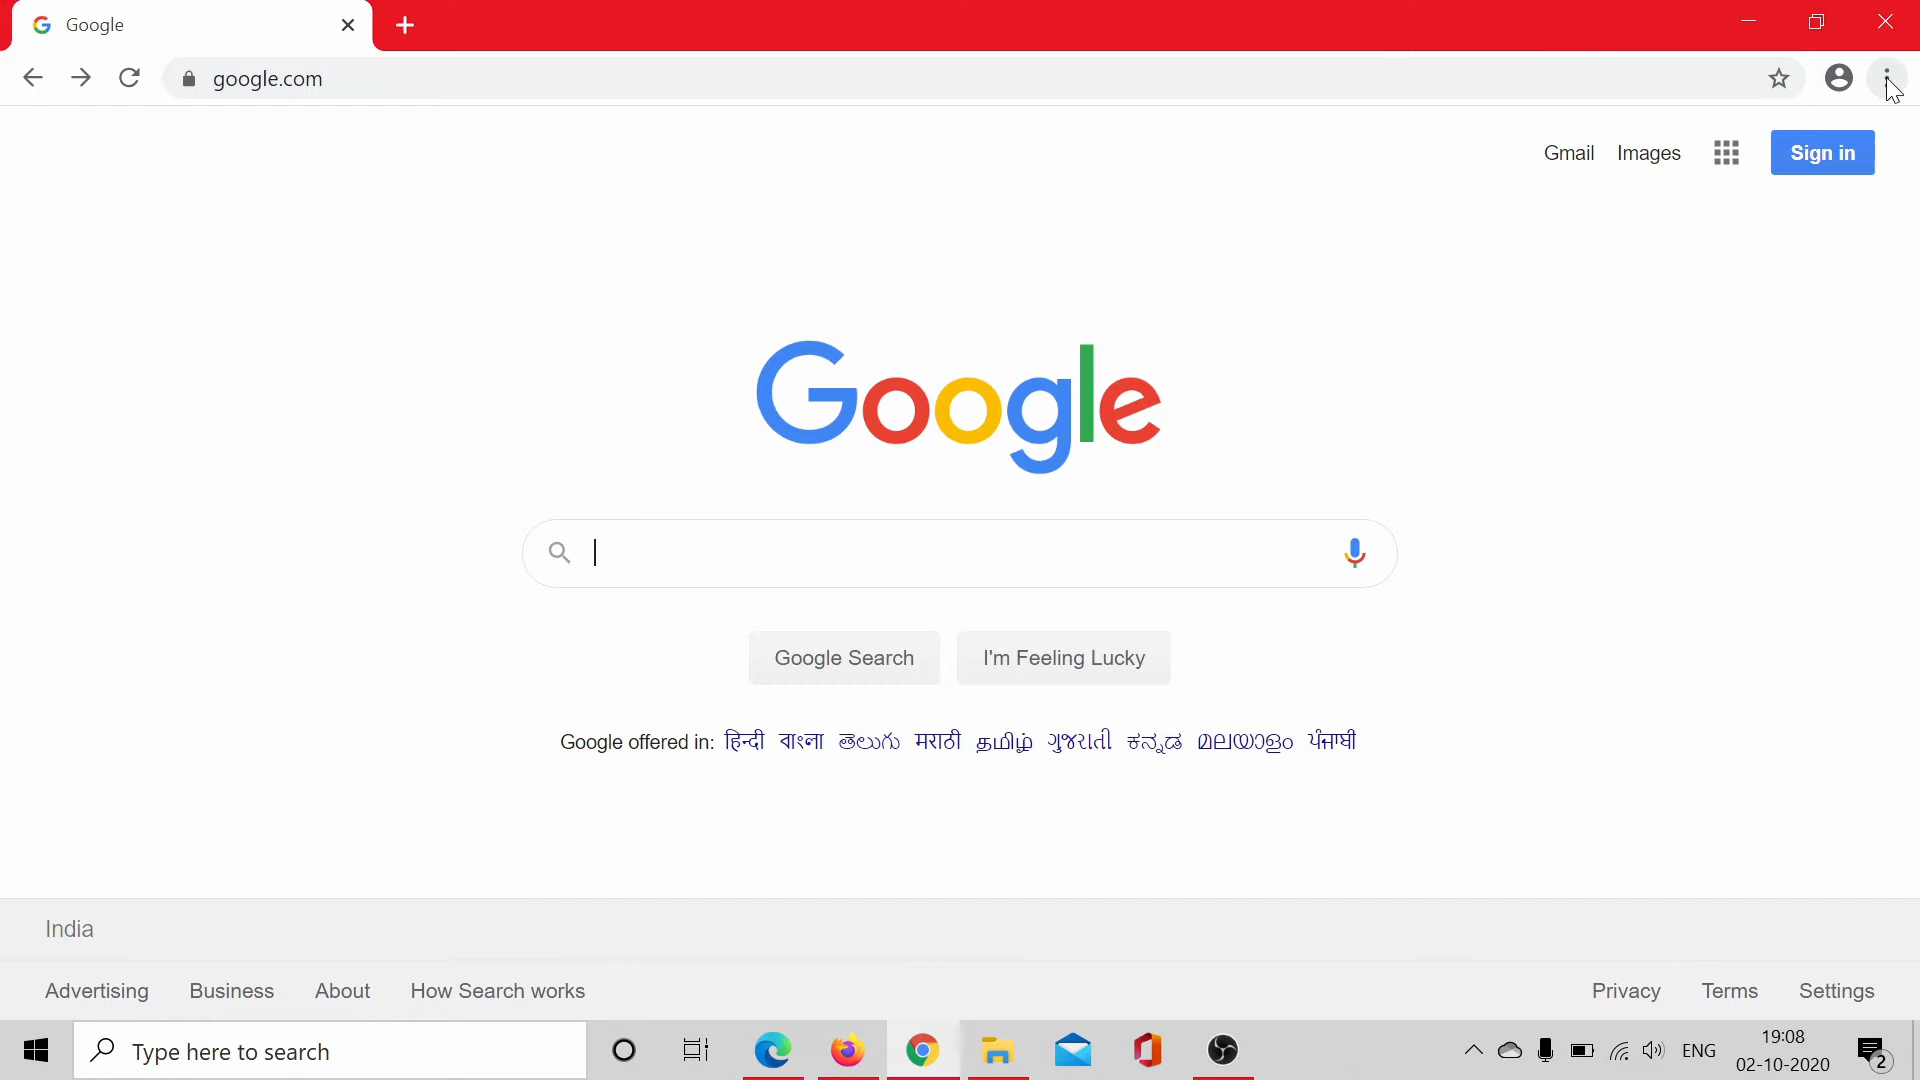 Google
google.com
Gmail Images Sign in
Google
Google Search I'm Feeling Lucky
Google offered in: हिन्दी বাংলা తెలుగు मराठी தமிழ் ગુજરાતી ಕನ್ನಡ മലയാളം ਪੰਜਾਬੀ
India
Advertising Business About How Search works Privacy Terms Settings
Type here to search ENG 19:08
02-10-2020 2